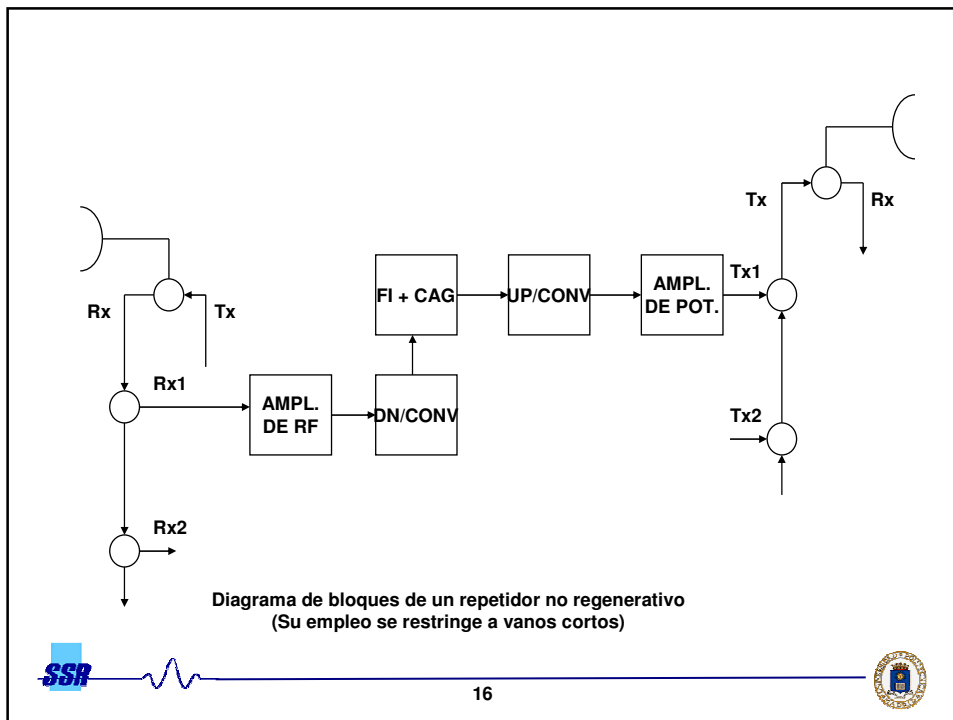 Tx
Rx
Rx
Tx
FI + CAG
UP/CONV
AMPL.
DE POT.
Tx1
Rx1
AMPL.
DE RF
DN/CONV
Tx2
Rx2
Diagrama de bloques de un repetidor no regenerativo
(Su empleo se restringe a vanos cortos)
SSR
16